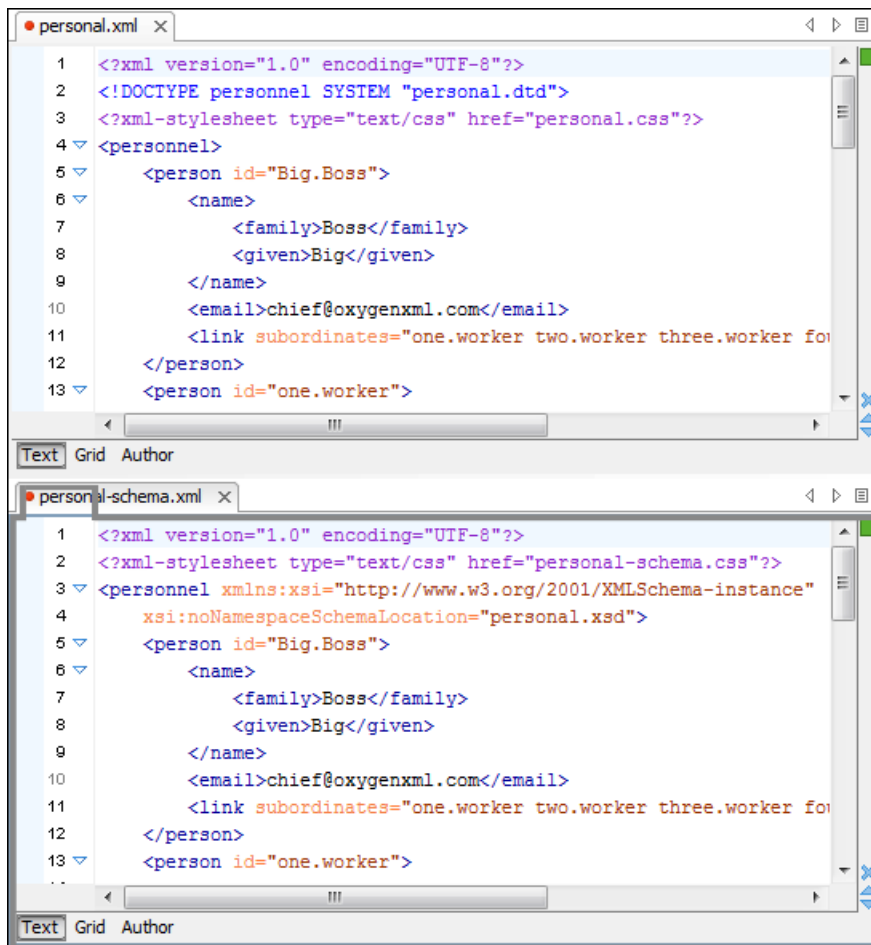 personal.xml
1 <?xml version="1.0" encoding="UTF-8"?>
2 <!DOCTYPE personnel SYSTEM "personal.dtd">
3 <?xml-stylesheet type="text/css" href="personal.css"?>
4 <personnel>
5 <person id="Big.Boss">
6 <name>
7 <family>Boss</family>
8 <given>Big</given>
9 </name>
10 <email>chief@oxygenxml.com</email>
11 <link subordinates="one.worker two.worker three.worker
12 </person>
13 <person id="one.worker">
Text Grid Author
personal-schema.xml
1 <?xml version="1.0" encoding="UTF-8"?>
2 <?xml-stylesheet type="text/css" href="personal-schema.css"?>
3 <personnel xmlns:xsi="http://www.w3.org/2001/XMLSchema-instance"
4 xsi:noNamespaceSchemaLocation="personal.xsd">
5 <person id="Big.Boss">
6 <name>
7 <family>Boss</family>
8 <given>Big</given>
9 </name>
10 <email>chief@oxygenxml.com</email>
11 <link subordinates="one.worker two.worker three.worker
12 </person>
13 <person id="one.worker">
Text Grid Author